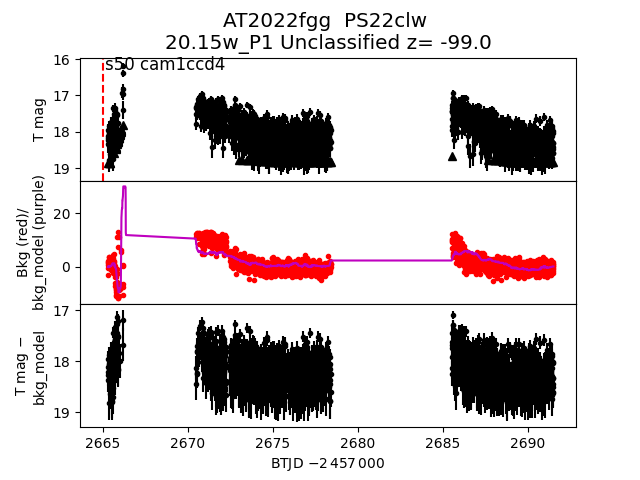 AT2022fgg  PS22clw
20.15w_P1 Unclassified z= -99.0
s50 cam1ccd4
16
17
18
19
T mag
20
0
Bkg (red)/
bkg_model (purple)
17
18
19
T mag −
bkg_model
2665
2670
2675
2680
2685
2690
BTJD −2 457 000